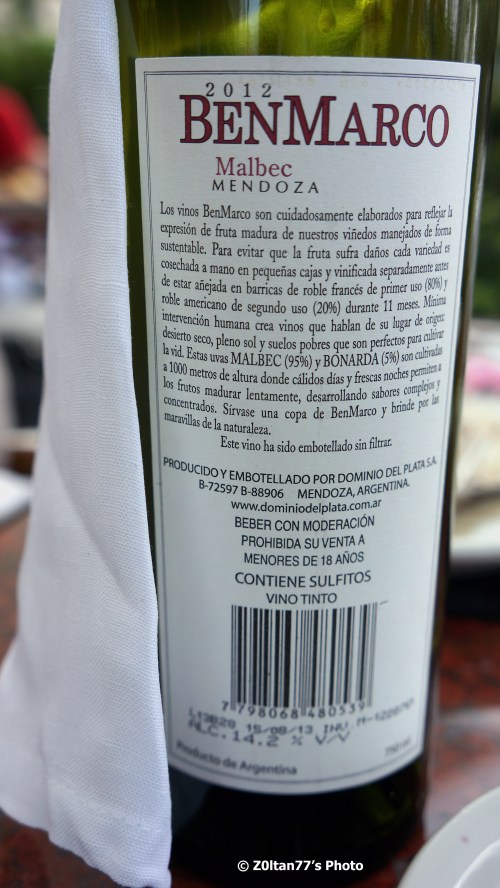 2012
BENMARCO
Malbec
MENDOZA
Los vinos BenMarco son cuidadosamente elaborados para reflejar la
expresión de fruta madura de nuestros viñedos manejados de forma
sustentable. Para evitar que la fruta sufra daños cada variedad es
cosechada a mano en pequeñas cajas y vinificada separadamente antes
de estar añejada en barricas de roble francés de primer uso (80%) y
roble americano de segundo uso (20%) durante 11 meses. Mínima
intervención humana crea vinos que hablan de su lugar de origen:
desierto seco, pleno sol y suelos pobres que son perfectos para cultivar
la vid. Estas uvas MALBEC (95%) y BONARDA (5%) son cultivadas
a 1000 metros de altura donde cálidos días y frescas noches permiten a
los frutos madurar lentamente, desarrollando sabores complejos y
concentrados. Sírvase una copa de BenMarco y brinde por las
maravillas de la naturaleza.
Este vino ha sido embotellado sin filtrar.
PRODUCIDO Y EMBOTELLADO POR DOMINIO DEL PLATA S.A.
B-72597 B-88906 MENDOZA, ARGENTINA.
www.dominiodelplata.com.ar
BEBER CON MODERACIÓN
PROHIBIDA SU VENTA A
MENORES DE 18 AÑOS
CONTIENE SULFITOS
VINO TINTO
7 798068 480539
L13B28 15/08/13 INV
ALC. 14.2 % V/V
Producto de Argentina
750 ml
© Z0ltan77's Photo